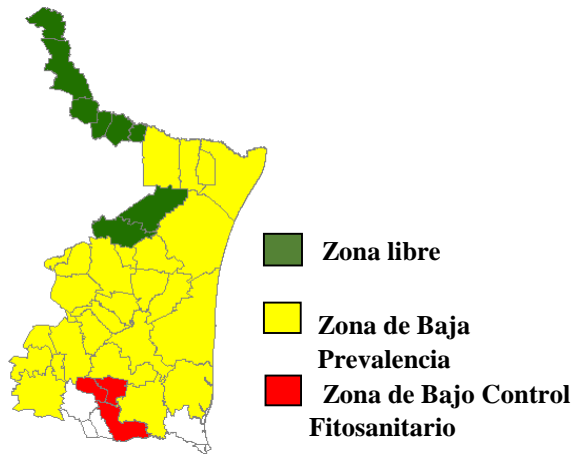 Zona libre
Zona de Baja
Prevalencia
Zona de Bajo Control
Fitosanitario